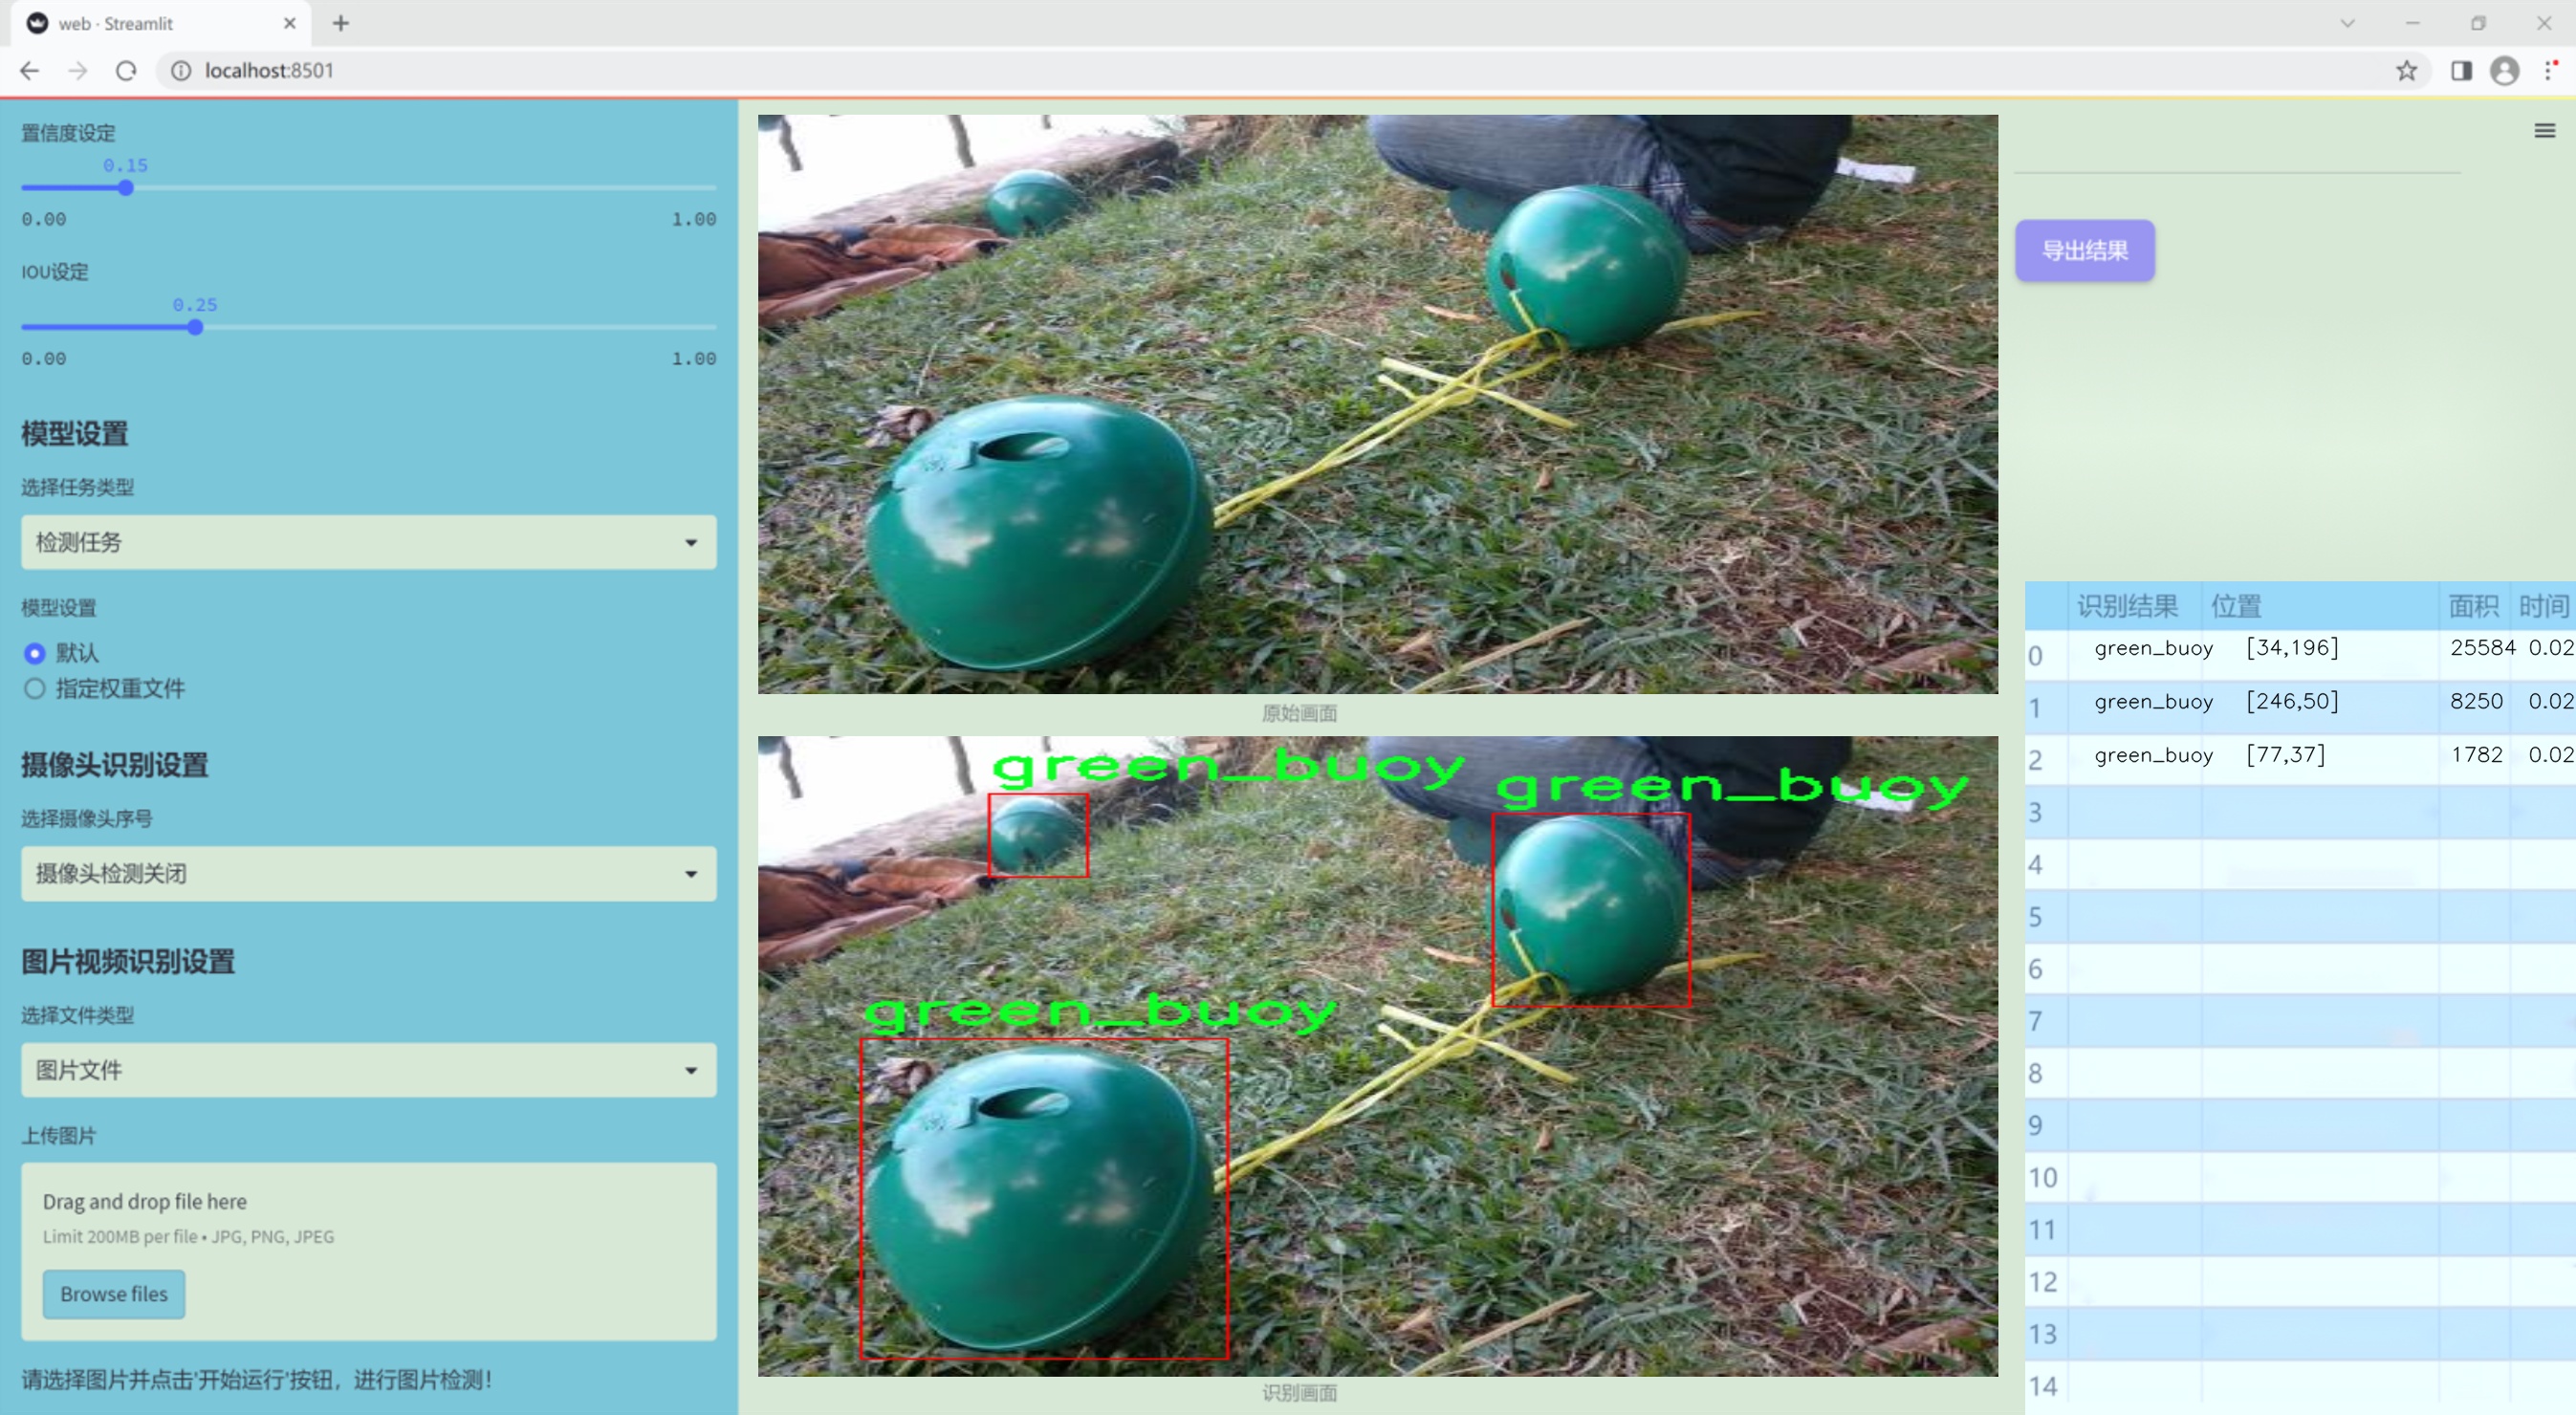 web · Streamlit
localhost:8501
置信度设定
0.15
0.00 1.00
IOU设定
0.25
0.00 1.00
模型设置
选择任务类型
检测任务
模型设置
默认
指定权重文件
摄像头识别设置
选择摄像头序号
摄像头检测关闭
图片视频识别设置
选择文件类型
图片文件
上传图片
Drag and drop file here
Limit 200MB per file • JPG, PNG, JPEG
Browse files
请选择图片并点击'开始运行'按钮，进行图片检测！
原始画面
green_buoy
green_buoy
green_buoy
识别画面
导出结果
识别结果 位置 面积 时间
0 green_buoy [34,196] 25584 0.02
1 green_buoy [246,50] 8250 0.02
2 green_buoy [77,37] 1782 0.02
3
4
5
6
7
8
9
10
11
12
13
14